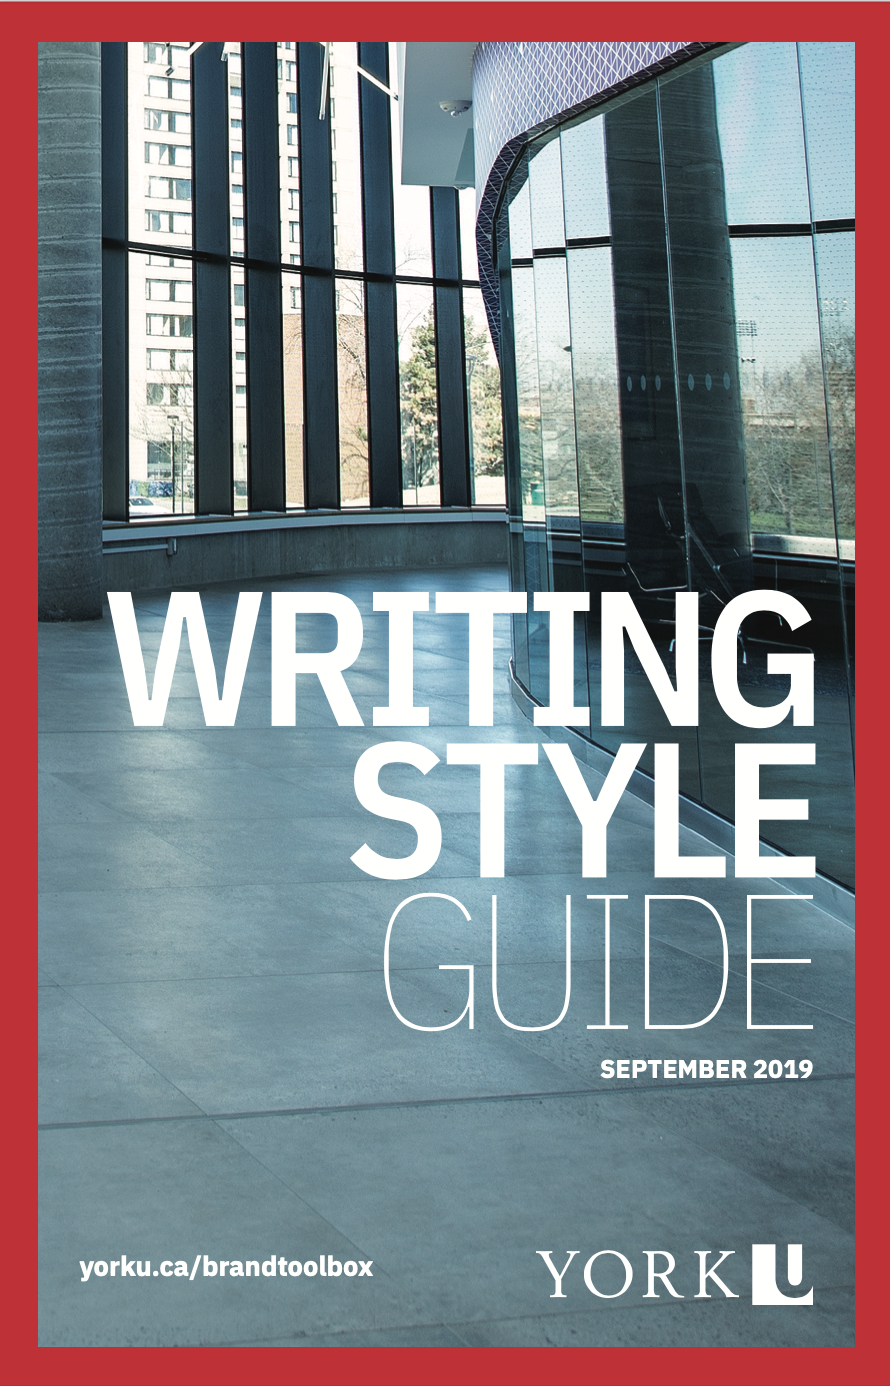 WRITING
STYLE
GUIDE
SEPTEMBER 2019
yorku.ca/brandtoolbox
YORK U